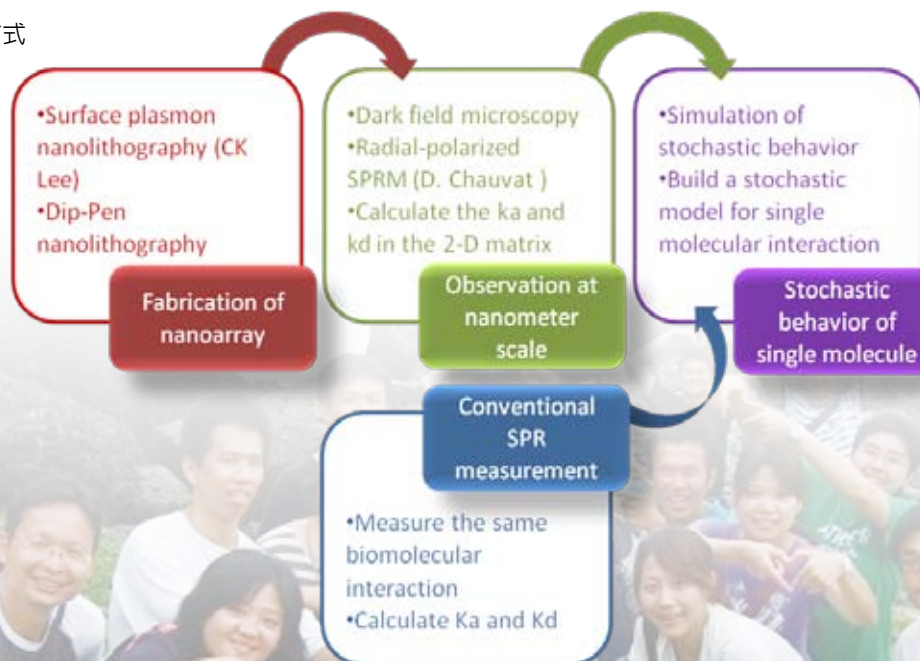 式
•Surface plasmon
nanolithography (CK
Lee)
•Dip-Pen
nanolithography
Fabrication of
nanoarray
•Dark field microscopy
•Radial-polarized
SPRM (D. Chauvat )
•Calculate the ka and
kd in the 2-D matrix
Observation at
nanometer
scale
•Simulation of
stochastic behavior
•Build a stochastic
model for single
molecular interaction
Stochastic
behavior of
single molecule
Conventional
SPR
measurement
•Measure the same
biomolecular
interaction
•Calculate Ka and Kd